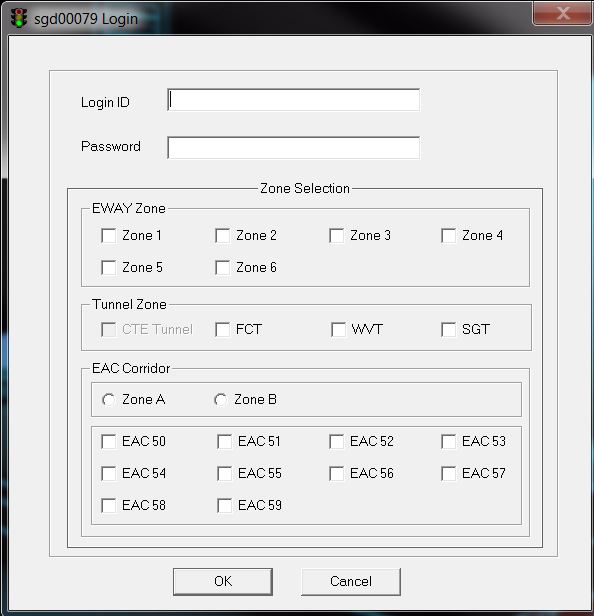 sgd00079 Login
Login ID
Password
Zone Selection
EWAY Zone
Zone 1 Zone 2 Zone 3 Zone 4
Zone 5 Zone 6
Tunnel Zone
CTE Tunnel FCT WVT SGT
EAC Corridor
Zone A Zone B
EAC 50 EAC 51 EAC 52 EAC 53
EAC 54 EAC 55 EAC 56 EAC 57
EAC 58 EAC 59
OK Cancel